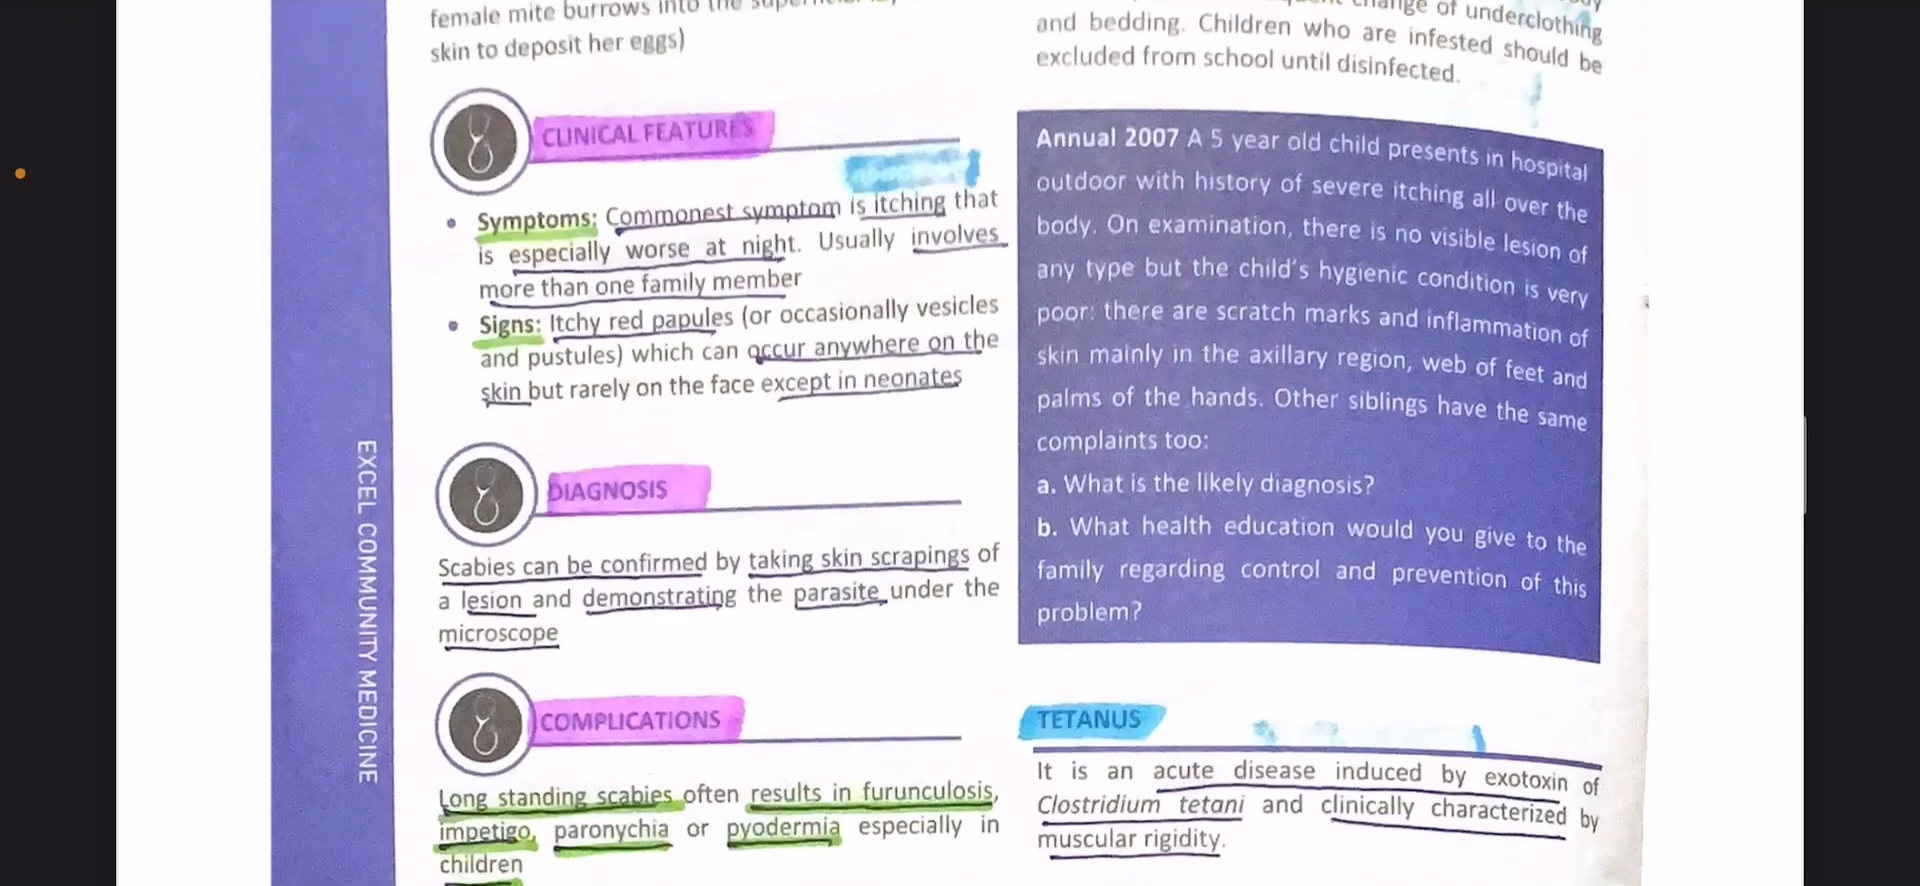 female mite burrows into the
skin to deposit her eggs)
CLINICAL FEATURES
• Symptoms: Commonest symptom is itching that
is especially worse at night. Usually involves
more than one family member
• Signs: Itchy red papules (or occasionally vesicles
and pustules) which can occur anywhere on the
skin but rarely on the face except in neonates
DIAGNOSIS
Scabies can be confirmed by taking skin scrapings of
a lesion and demonstrating the parasite under the
microscope
COMPLICATIONS
Long standing scabies often results in furunculosis,
impetigo, paronychia or pyodermia especially in
children
change of underclothing
and bedding. Children who are infested should be
excluded from school until disinfected.
Annual 2007 A 5 year old child presents in hospital
outdoor with history of severe itching all over the
body. On examination, there is no visible lesion of
any type but the child's hygienic condition is very
poor: there are scratch marks and inflammation of
skin mainly in the axillary region, web of feet and
palms of the hands. Other siblings have the same
complaints too:
a. What is the likely diagnosis?
b. What health education would you give to the
family regarding control and prevention of this
problem?
TETANUS
It is an acute disease induced by exotoxin of
Clostridium tetani and clinically characterized by
muscular rigidity.
EXCEL COMMUNITY MEDICINE